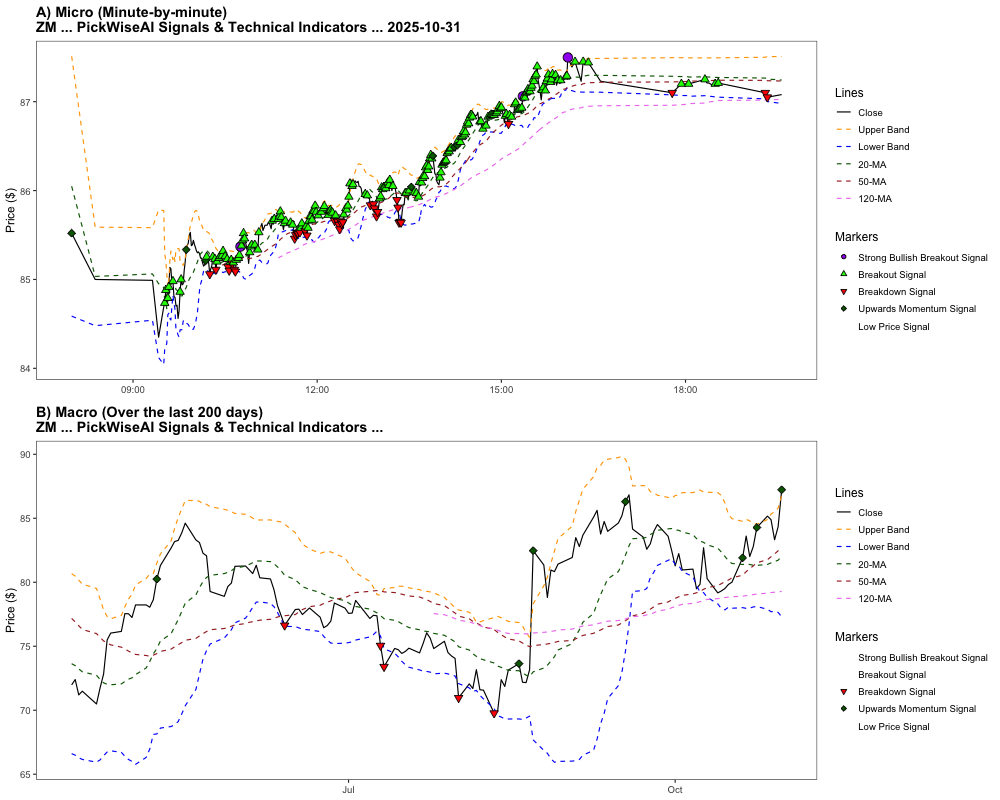 A) Micro (Minute-by-minute)
ZM ... PickWiseAI Signals & Technical Indicators ... 2025-10-31
Price ($)
87
86
85
84
09:00
12:00
15:00
18:00
Lines
Close
Upper Band
Lower Band
20-MA
50-MA
120-MA
Markers
Strong Bullish Breakout Signal
Breakout Signal
Breakdown Signal
Upwards Momentum Signal
Low Price Signal
B) Macro (Over the last 200 days)
ZM ... PickWiseAI Signals & Technical Indicators ...
Price ($)
90
85
80
75
70
65
Jul
Oct
Lines
Close
Upper Band
Lower Band
20-MA
50-MA
120-MA
Markers
Strong Bullish Breakout Signal
Breakout Signal
Breakdown Signal
Upwards Momentum Signal
Low Price Signal